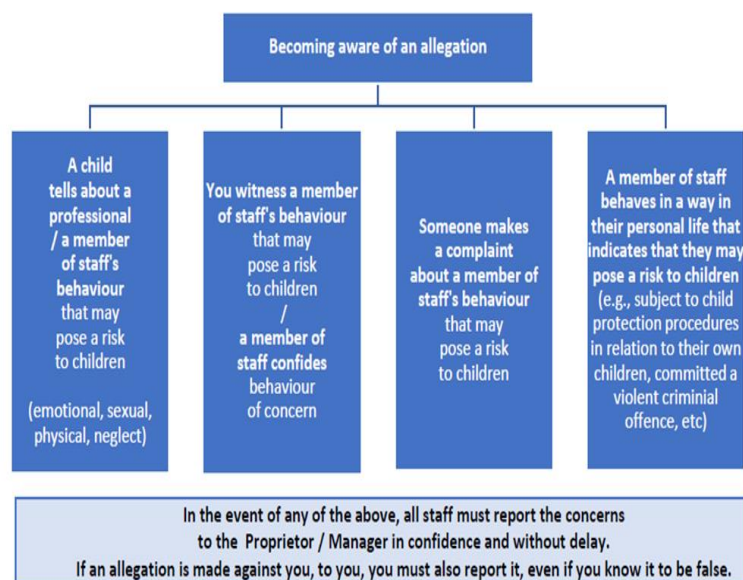 Becoming aware of an allegation
A child
tells about a
professional
/ a member
of staff's
behaviour
that may
pose a risk
to children
(emotional, sexual,
physical, neglect)
You witness a member
of staff's behaviour
that may
pose a risk
to children
/
a member of
staff confides
behaviour
of concern
Someone makes
a complaint
about a member of
staff's behaviour
that may
pose a risk
to children
A member of staff
behaves in a way in
their personal life that
indicates that they may
pose a risk to children
(e.g., subject to child
protection procedures
in relation to their own
children, committed a
violent criminial
offence, etc)
In the event of any of the above, all staff must report the concerns
to the Proprietor / Manager in confidence and without delay.
If an allegation is made against you, to you, you must also report it, even if you know it to be false.